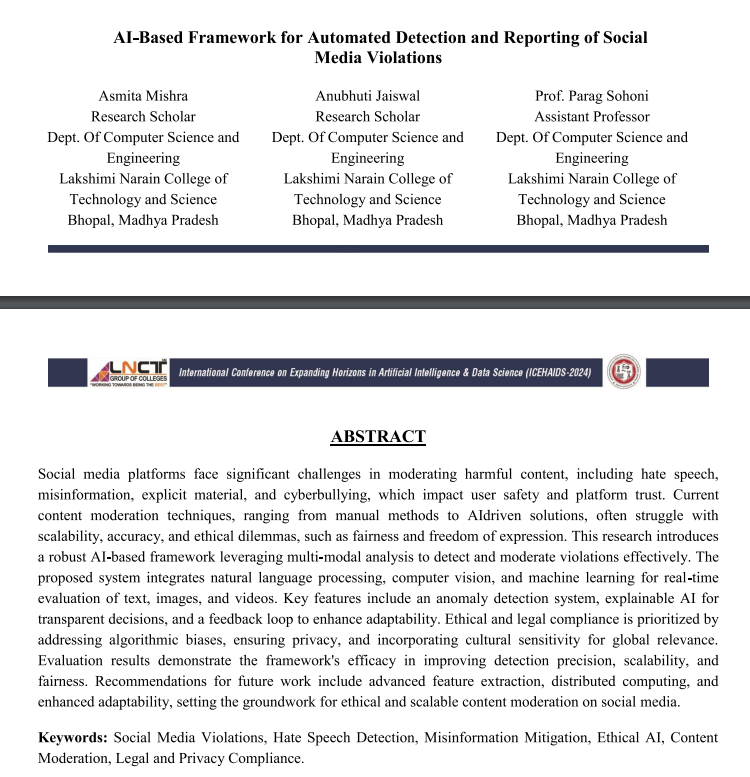 AI-Based Framework for Automated Detection and Reporting of Social
Media Violations
Asmita Mishra
Research Scholar
Dept. Of Computer Science and
Engineering
Lakshimi Narain College of
Technology and Science
Bhopal, Madhya Pradesh
Anubhuti Jaiswal
Research Scholar
Dept. Of Computer Science and
Engineering
Lakshimi Narain College of
Technology and Science
Bhopal, Madhya Pradesh
Prof. Parag Sohoni
Assistant Professor
Dept. Of Computer Science and
Engineering
Lakshimi Narain College of
Technology and Science
Bhopal, Madhya Pradesh
LNCT
GROUP OF COLLEGES
"WORKING TOWARDS BEING THE BEST"
International Conference on Expanding Horizons in Artificial Intelligence & Data Science (ICEHAIDS-2024)
ABSTRACT
Social media platforms face significant challenges in moderating harmful content, including hate speech,
misinformation, explicit material, and cyberbullying, which impact user safety and platform trust. Current
content moderation techniques, ranging from manual methods to AIdriven solutions, often struggle with
scalability, accuracy, and ethical dilemmas, such as fairness and freedom of expression. This research introduces
a robust AI-based framework leveraging multi-modal analysis to detect and moderate violations effectively. The
proposed system integrates natural language processing, computer vision, and machine learning for real-time
evaluation of text, images, and videos. Key features include an anomaly detection system, explainable AI for
transparent decisions, and a feedback loop to enhance adaptability. Ethical and legal compliance is prioritized by
addressing algorithmic biases, ensuring privacy, and incorporating cultural sensitivity for global relevance.
Evaluation results demonstrate the framework's efficacy in improving detection precision, scalability, and
fairness. Recommendations for future work include advanced feature extraction, distributed computing, and
enhanced adaptability, setting the groundwork for ethical and scalable content moderation on social media.
Keywords: Social Media Violations, Hate Speech Detection, Misinformation Mitigation, Ethical AI, Content
Moderation, Legal and Privacy Compliance.